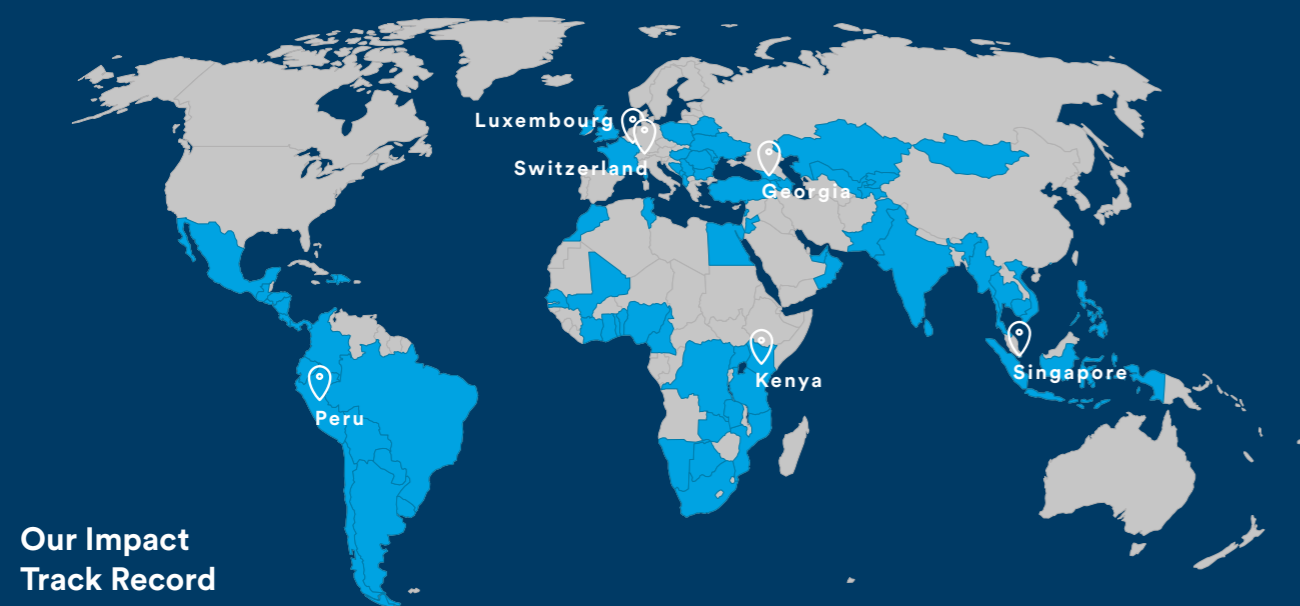 Luxembourg
Switzerland
Georgia
Kenya
Singapore
Peru
Our Impact
Track Record